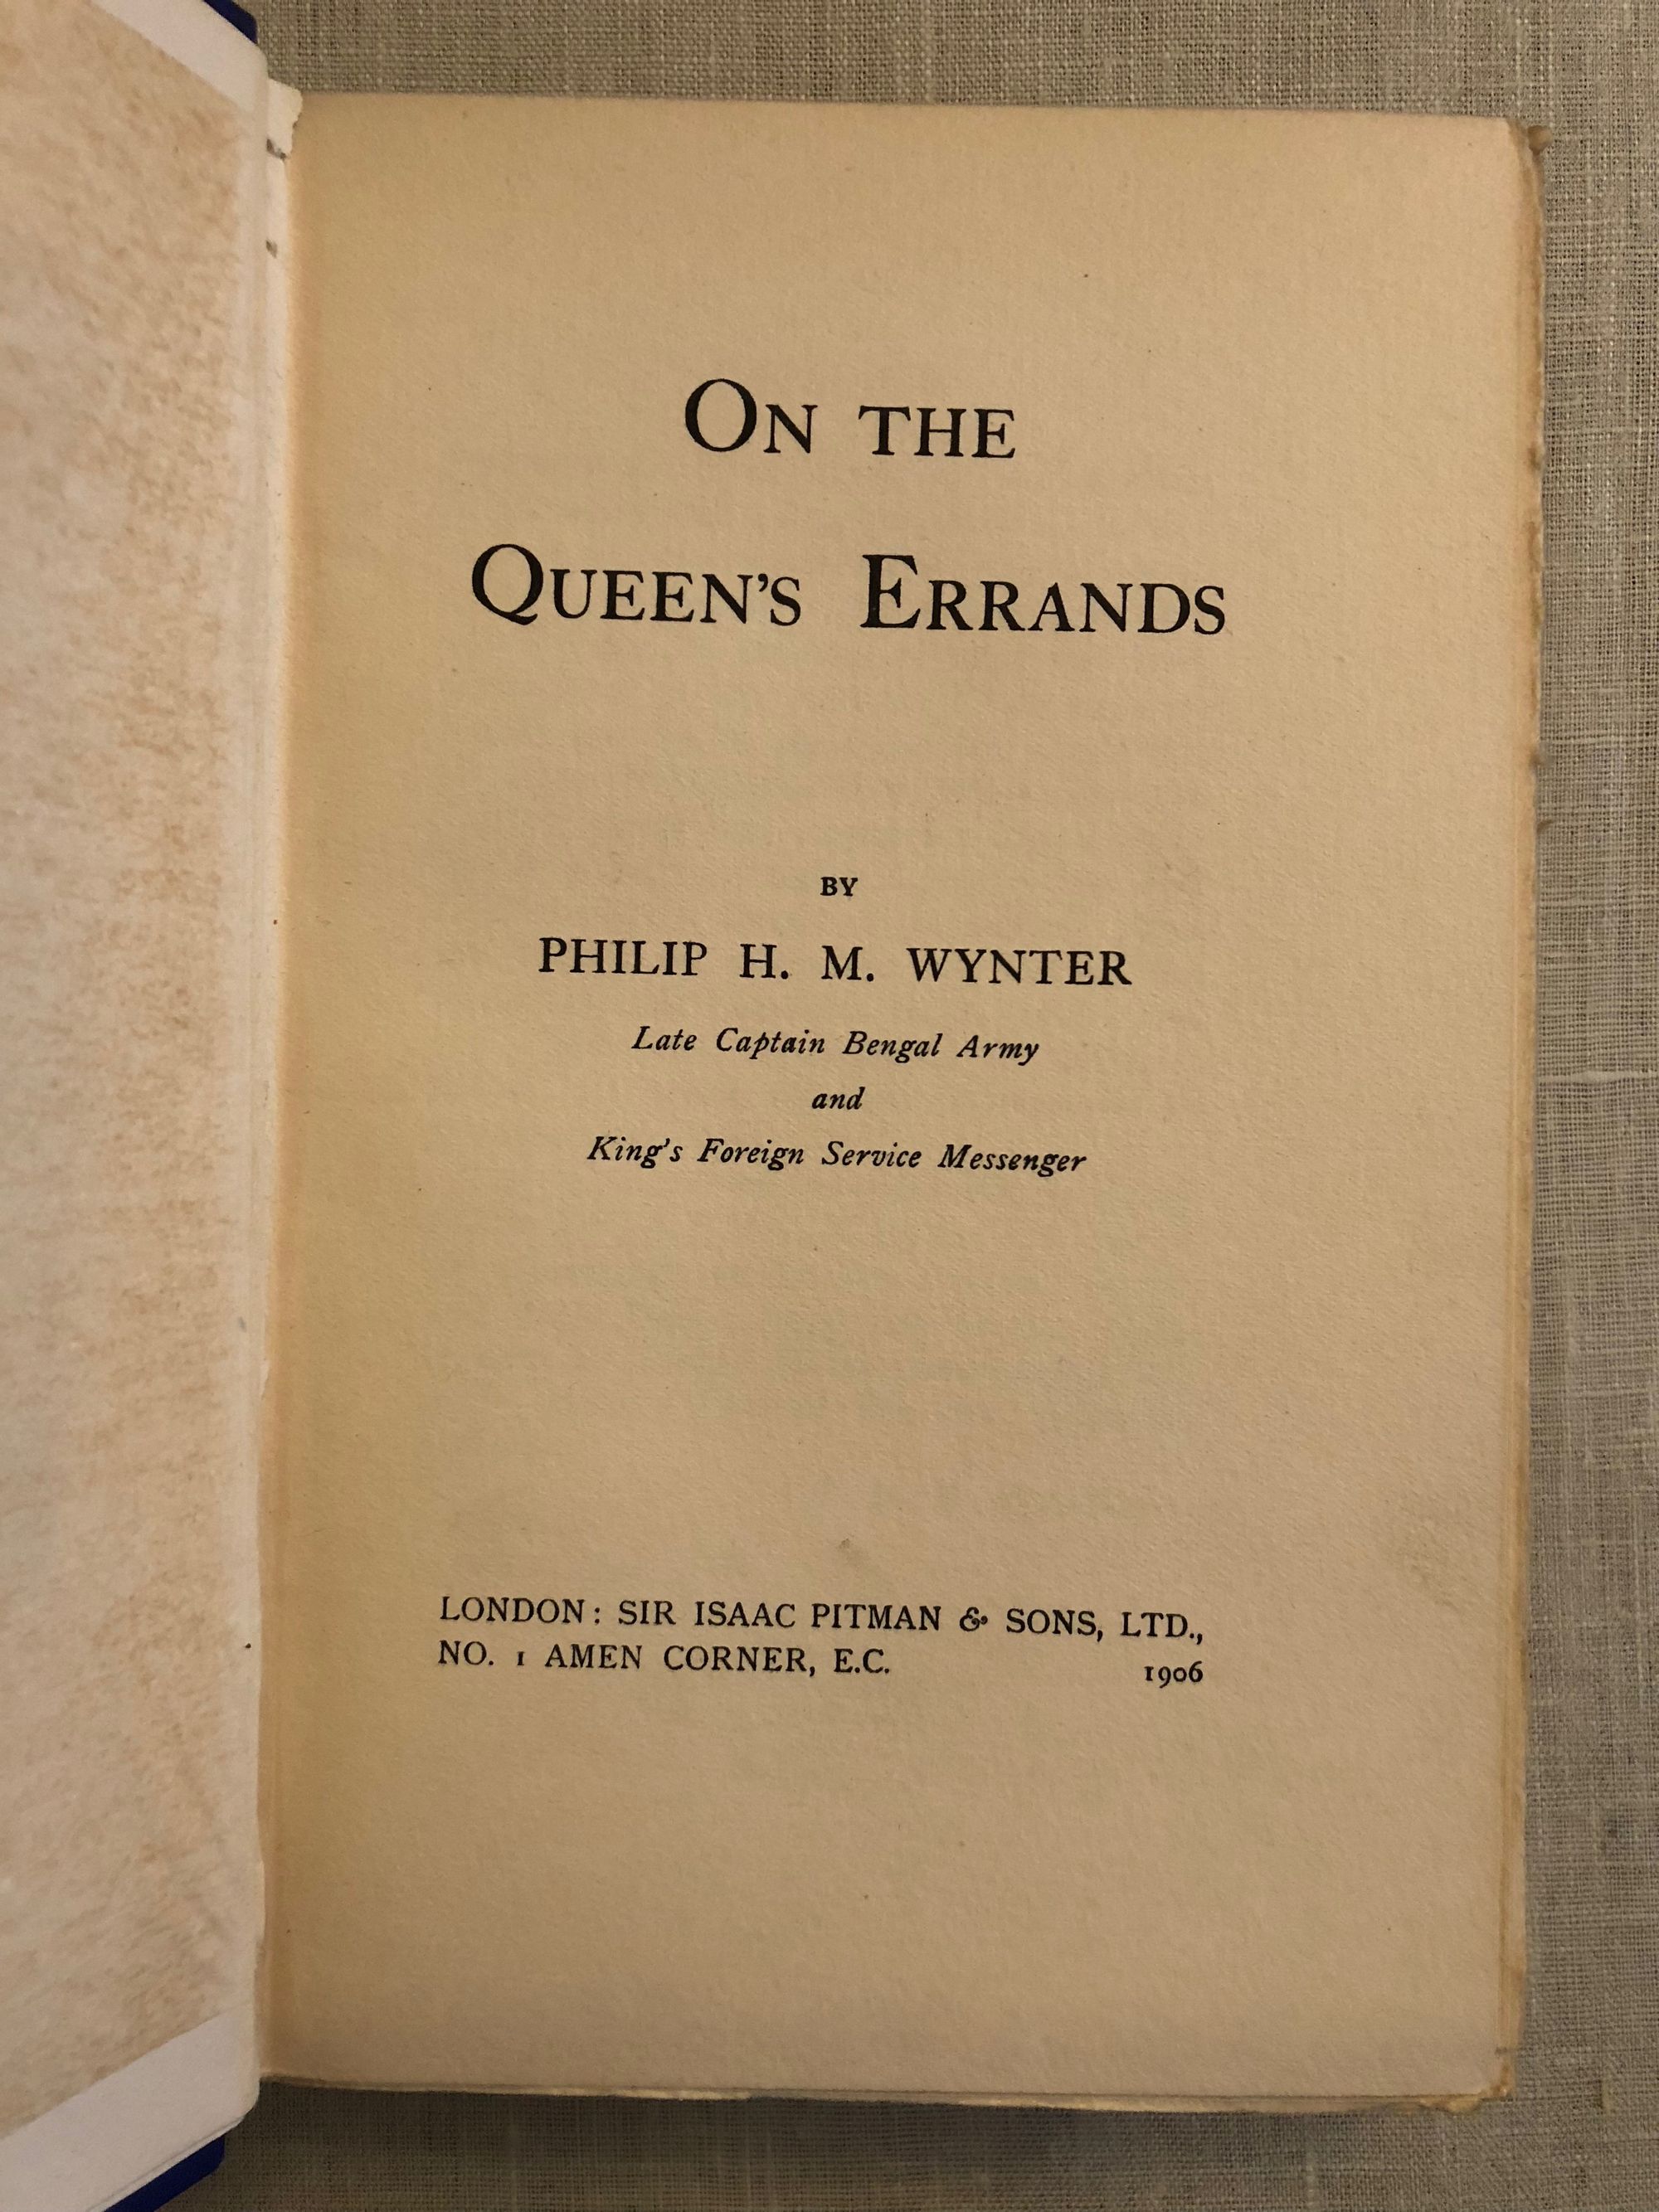 ON THE
QUEEN'S ERRANDS
BY
PHILIP H. M. WYNTER
Late Captain Bengal Army
and
King's Foreign Service Messenger
LONDON: SIR ISAAC PITMAN & SONS, LTD.,
NO. 1 AMEN CORNER, E.C. 1906